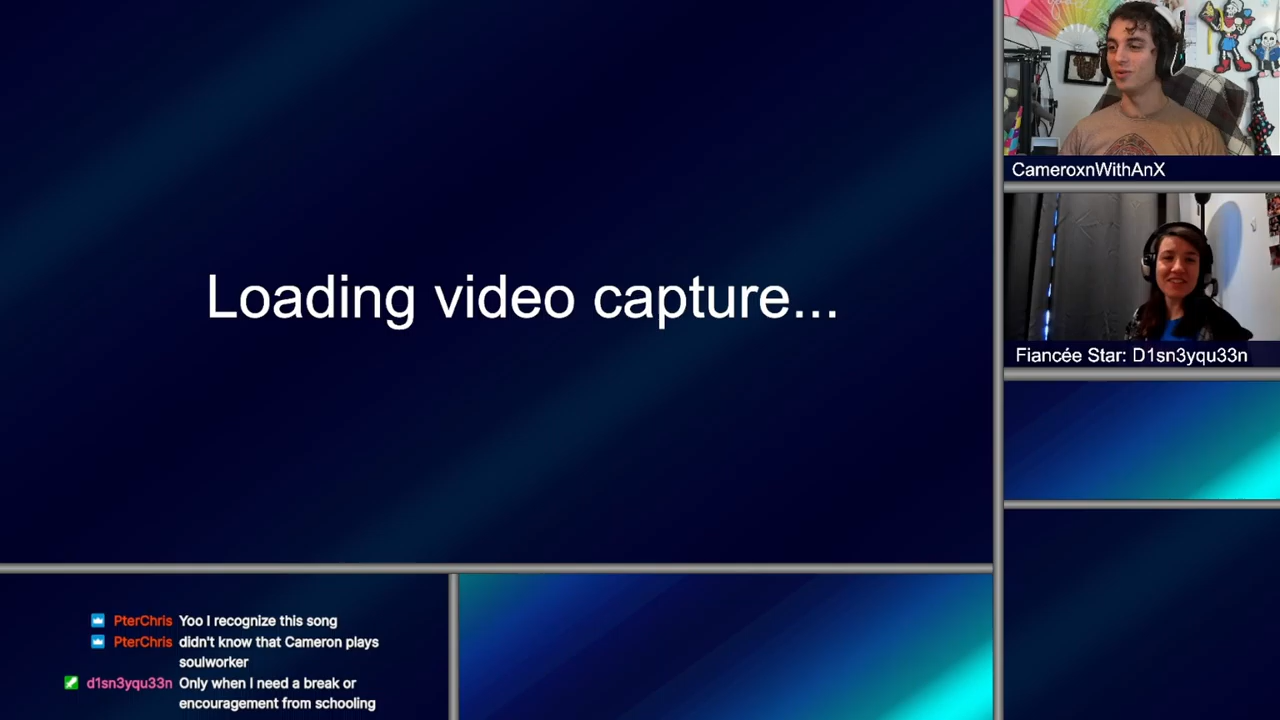 Loading video capture...
CameroxnWithAnX
Fiancée Star: D1sn3yqu33n
PterChris Yoo I recognize this song
PterChris didn't know that Cameron plays
soulworker
d1sn3yqu33n Only when I need a break or
encouragement from schooling